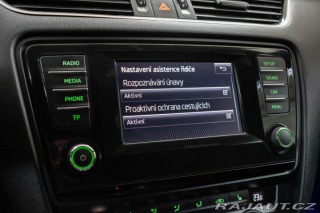 RADIO
MEDIA
PHONE
TP
Nastavení asistence řidiče
Rozpoznávání únavy
Aktivní
Proaktivní ochrana cestujících
Aktivní
SETUP
SOUND
CAR
MENU
RAJAUT.CZ